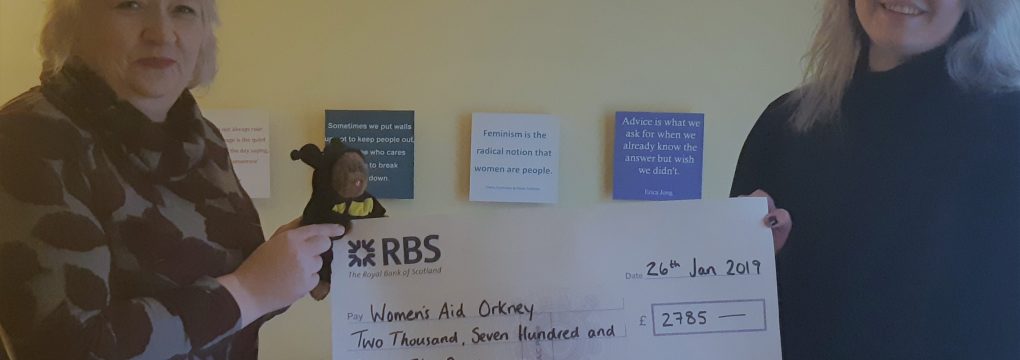 Sometimes we put walls
to keep people out,
who cares
to break
down.
Feminism is the
radical notion that
women are people.
Advice is what we
ask for when we
already know the
answer but wish
we didn't.
Erica Jong
RBS
The Royal Bank of Scotland
Date 26th Jan 2019
Pay Women's Aid Orkney
£ 2785 —
Two Thousand, Seven Hundred and